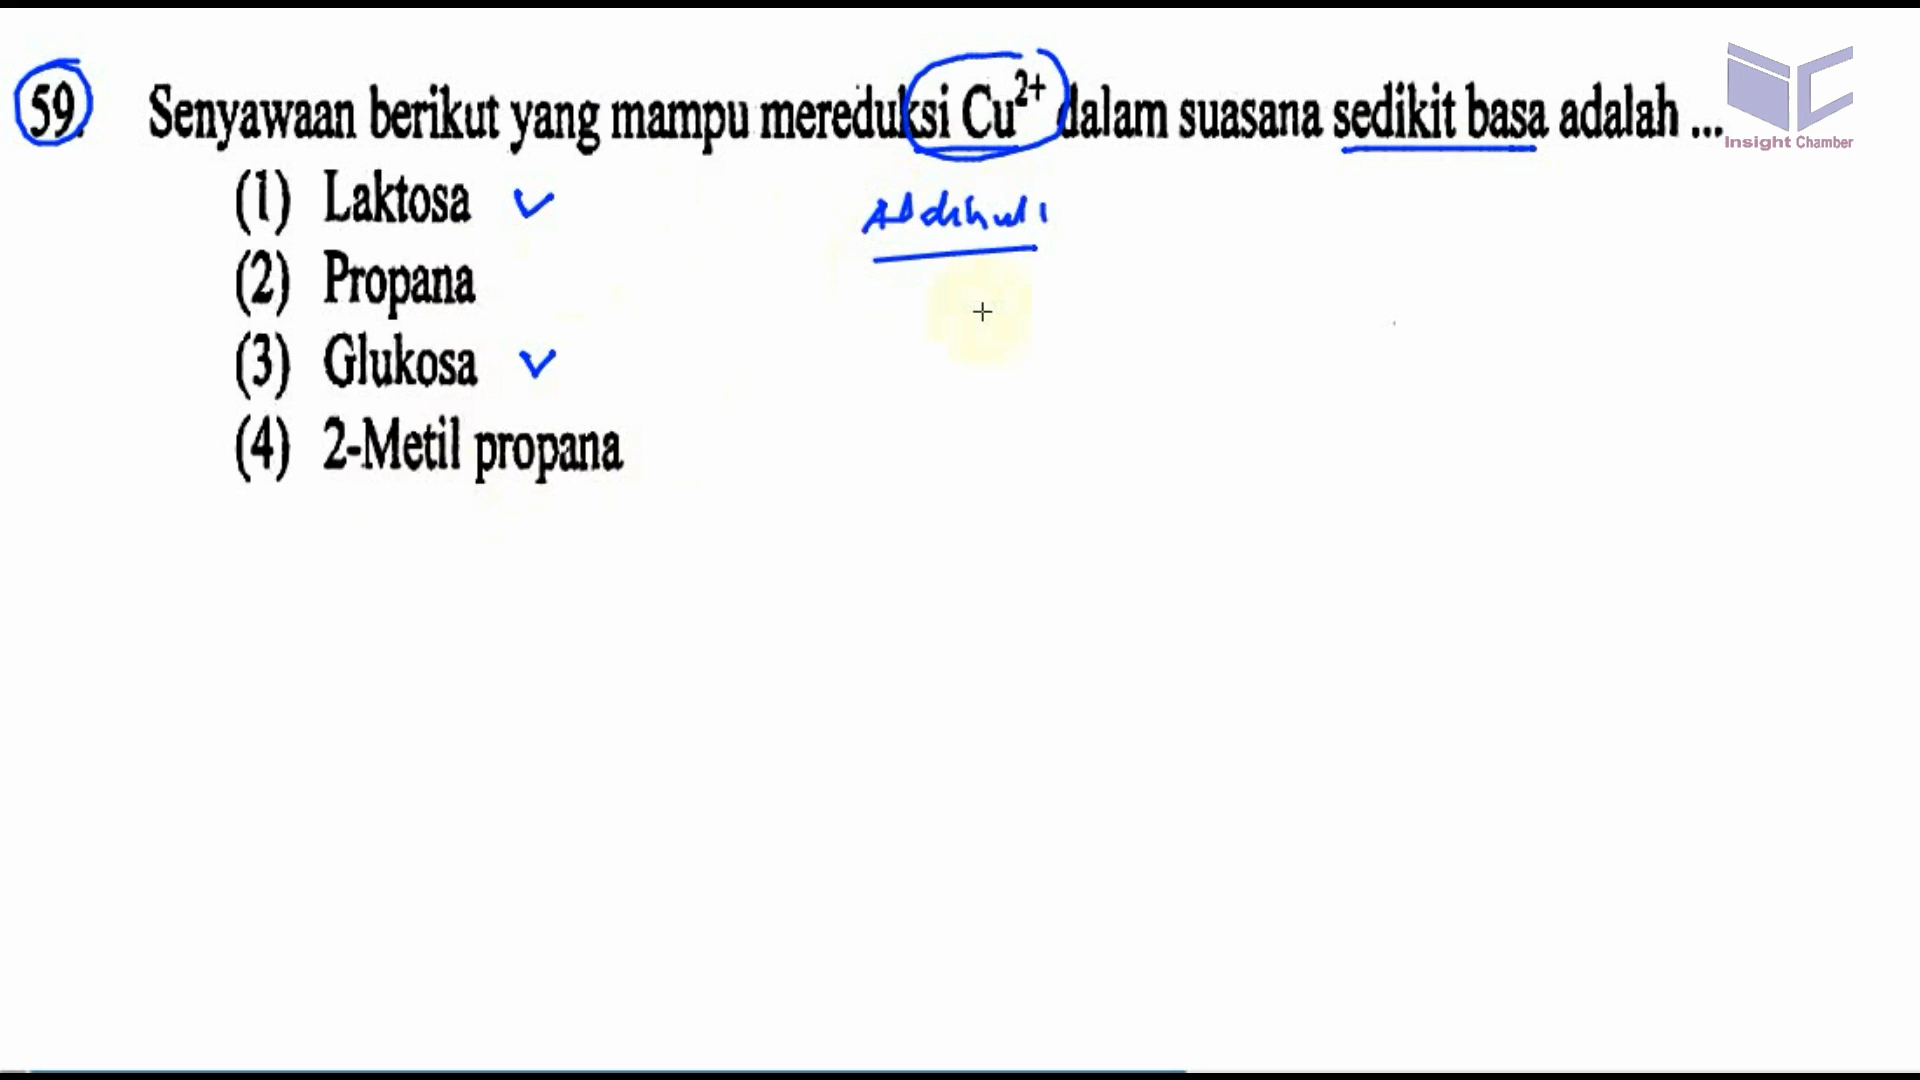 59. Senyawaan berikut yang mampu mereduksi Cu²⁺ dalam suasana sedikit basa adalah ...
Insight Chamber
(1) Laktosa
(2) Propana
(3) Glukosa
(4) 2-Metil propana